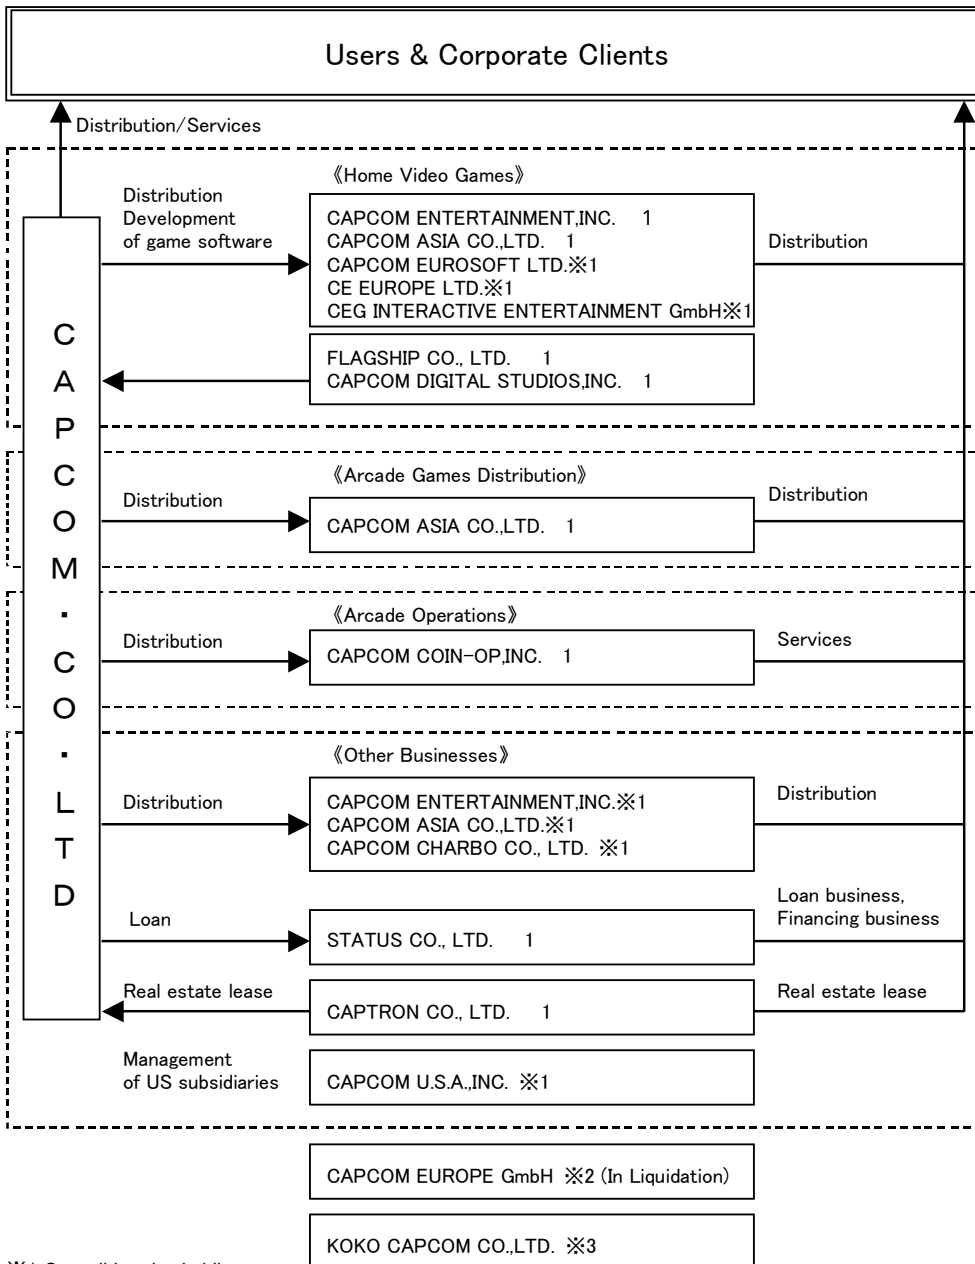 Users & Corporate Clients
Distribution/Services
《Home Video Games》
Distribution
Development
of game software
CAPCOM ENTERTAINMENT,INC. 1
CAPCOM ASIA CO.,LTD. 1
CAPCOM EUROSOFT LTD.※1
CE EUROPE LTD.※1
CEG INTERACTIVE ENTERTAINMENT GmbH※1
Distribution
FLAGSHIP CO., LTD. 1
CAPCOM DIGITAL STUDIOS,INC. 1
CAPCOM・CO・LTD
《Arcade Games Distribution》
Distribution
CAPCOM ASIA CO.,LTD. 1
Distribution
《Arcade Operations》
Distribution
CAPCOM COIN-OP,INC. 1
Services
《Other Businesses》
Distribution
CAPCOM ENTERTAINMENT,INC.※1
CAPCOM ASIA CO.,LTD.※1
CAPCOM CHARBO CO., LTD. ※1
Distribution
Loan
STATUS CO., LTD. 1
Loan business,
Financing business
Real estate lease
CAPTRON CO., LTD. 1
Real estate lease
Management
of US subsidiaries
CAPCOM U.S.A.,INC. ※1
CAPCOM EUROPE GmbH ※2 (In Liquidation)
KOKO CAPCOM CO.,LTD. ※3